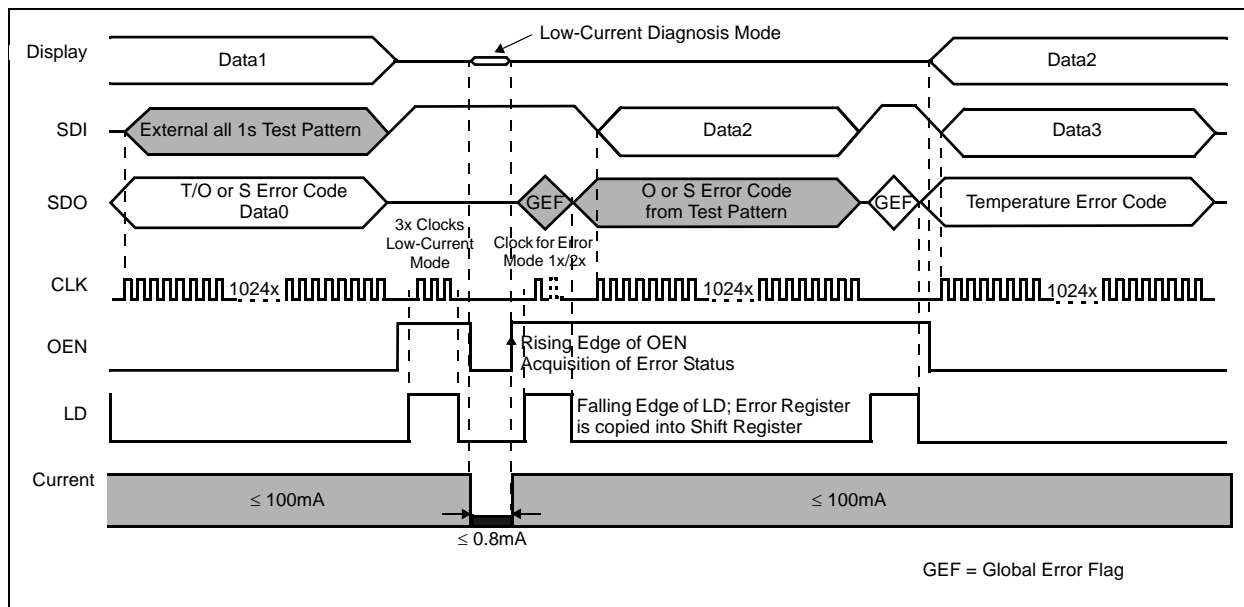 Low-Current Diagnosis Mode
Display
Data1
Data2
SDI
External all 1s Test Pattern
Data2
Data3
SDO
T/O or S Error Code
Data0
GEF
O or S Error Code
from Test Pattern
GEF
Temperature Error Code
3x Clocks
Low-Current
Mode
Clock for Error
Mode 1x/2x
CLK
1024x
1024x
1024x
OEN
Rising Edge of OEN
Acquisition of Error Status
LD
Falling Edge of LD; Error Register
is copied into Shift Register
Current
≤ 100mA
≤ 100mA
≤ 0.8mA
GEF = Global Error Flag